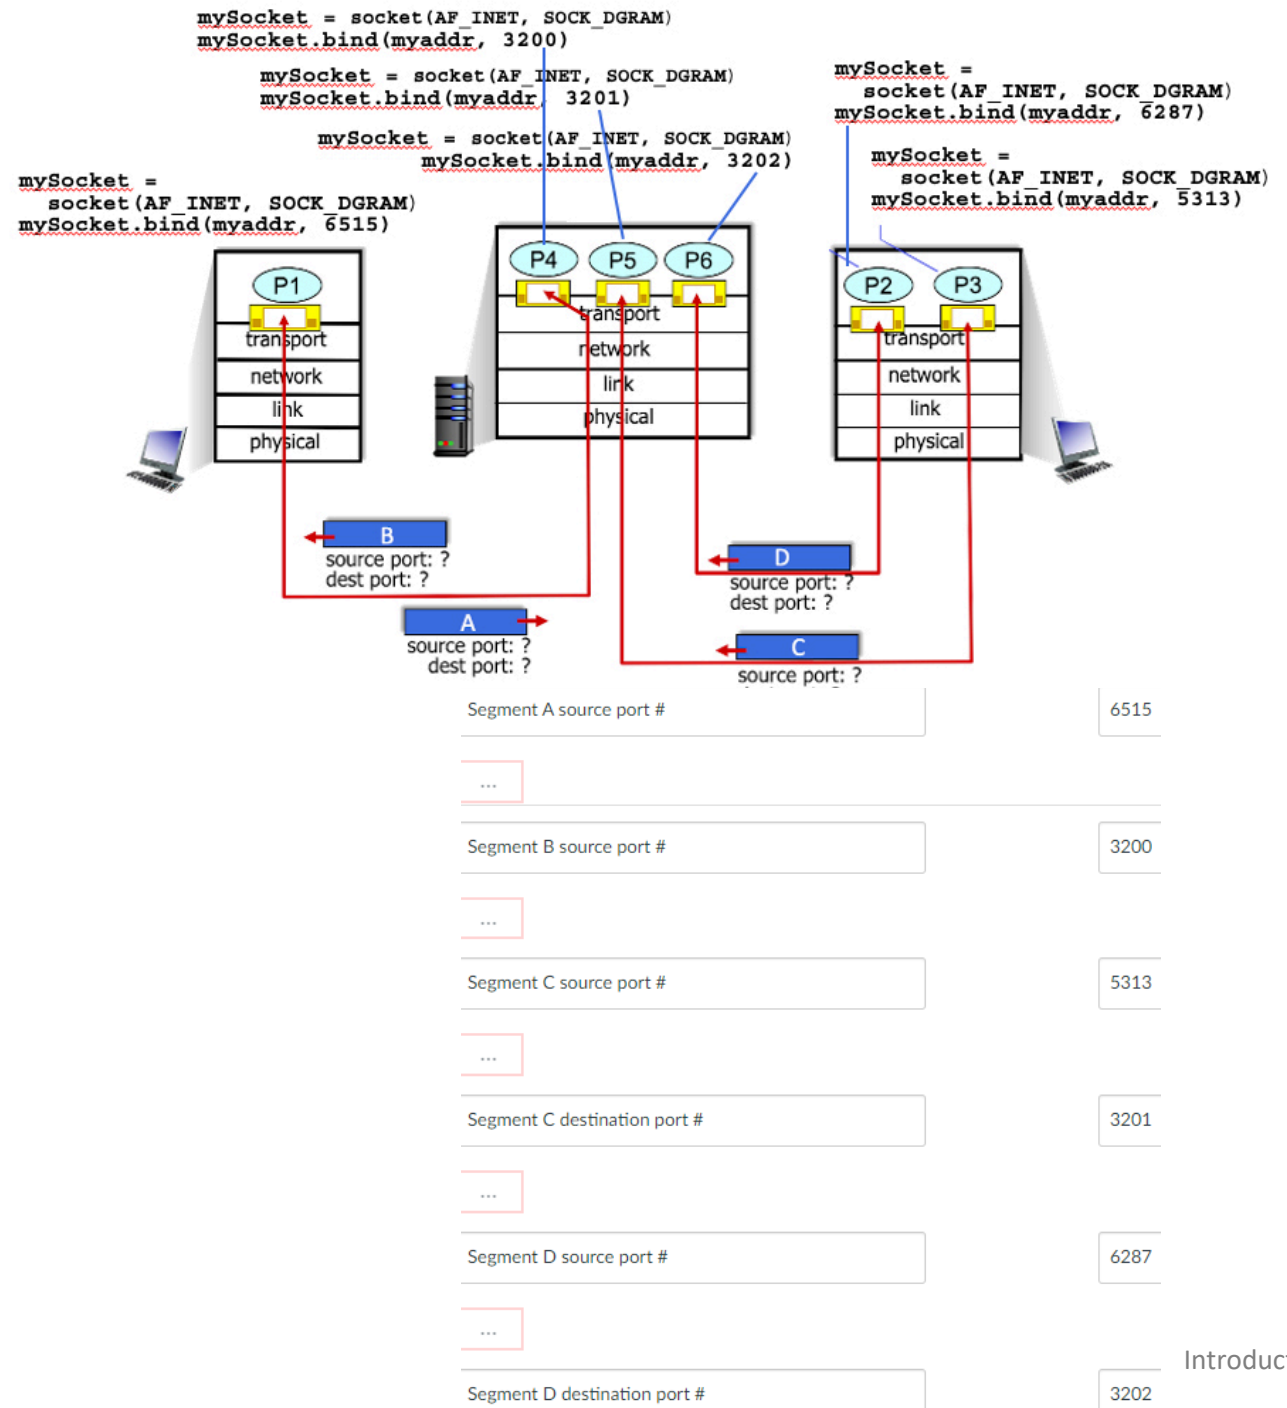 mySocket = socket(AF_INET, SOCK_DGRAM)
mySocket.bind(myaddr, 3200)
mySocket = socket(AF_INET, SOCK_DGRAM)
mySocket.bind(myaddr, 3201)
mySocket = socket(AF_INET, SOCK_DGRAM)
mySocket.bind(myaddr, 3202)
mySocket =
socket(AF_INET, SOCK_DGRAM)
mySocket.bind(myaddr, 6287)
mySocket =
socket(AF_INET, SOCK_DGRAM)
mySocket.bind(myaddr, 5313)
mySocket =
socket(AF_INET, SOCK_DGRAM)
mySocket.bind(myaddr, 6515)
P1
transport
network
link
physical
P4 P5 P6
transport
network
link
physical
P2 P3
transport
network
link
physical
B
source port: ?
dest port: ?
A
source port: ?
dest port: ?
D
source port: ?
dest port: ?
C
source port: ?
Segment A source port # 6515
...
Segment B source port # 3200
...
Segment C source port # 5313
...
Segment C destination port # 3201
...
Segment D source port # 6287
...
Introduc
Segment D destination port # 3202